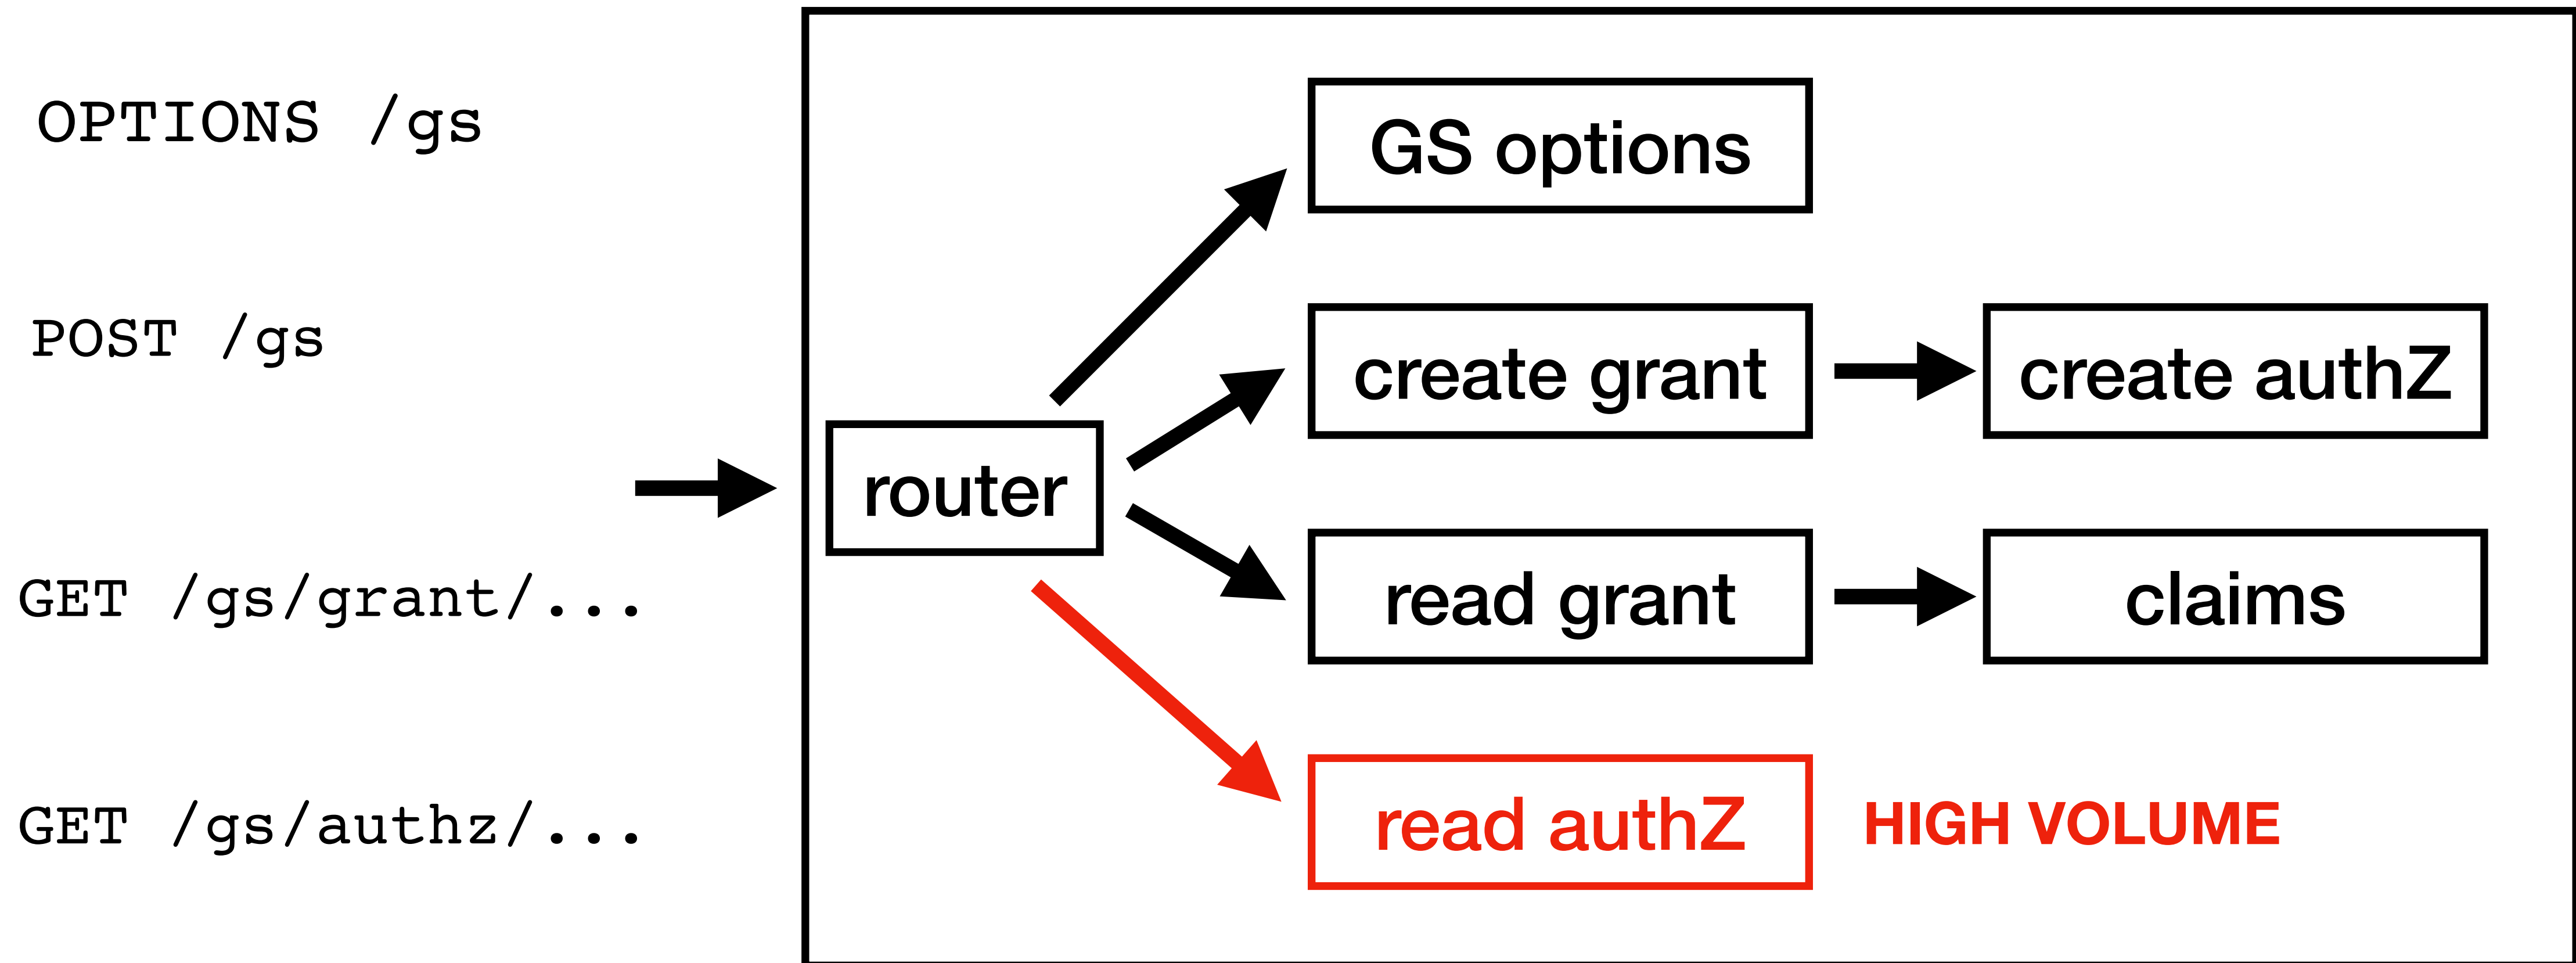 OPTIONS /gs
POST /gs
GET /gs/grant/...
GET /gs/authz/...
router
GS options
create grant
create authZ
read grant
claims
read authZ
HIGH VOLUME